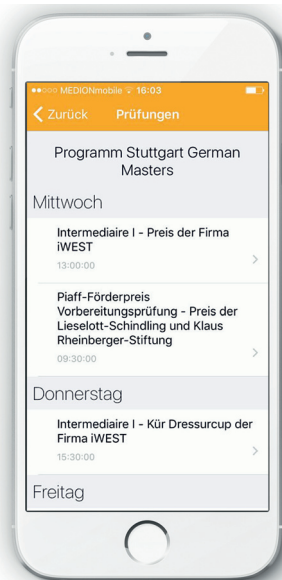 MEDIONmobile 16:03
Zurück Prüfungen
Programm Stuttgart German
Masters
Mittwoch
Intermediaire I - Preis der Firma
iWEST
13:00:00
Piaff-Förderpreis
Vorbereitungsprüfung - Preis der
Lieselott-Schindling und Klaus
Rheinberger-Stiftung
09:30:00
Donnerstag
Intermediaire I - Kür Dressurcup der
Firma iWEST
15:30:00
Freitag